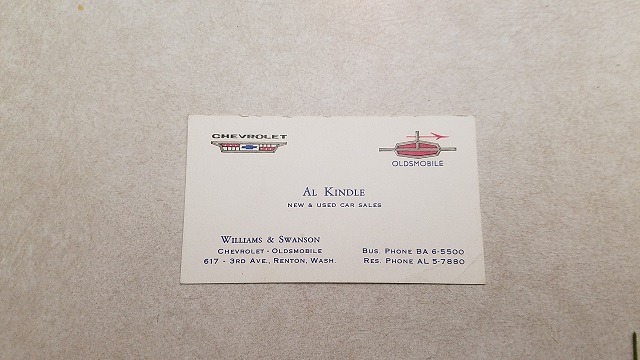 CHEVROLET
OLDSMOBILE
Al Kindle
NEW & USED CAR SALES
Williams & Swanson
Chevrolet - Oldsmobile
617 - 3rd Ave., Renton, Wash.
Bus. Phone BA 6-5500
Res. Phone AL 5-7880